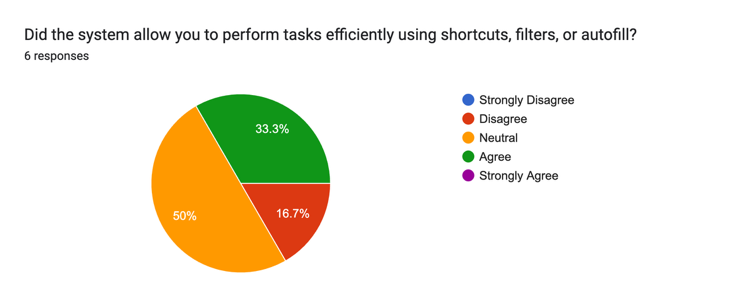 Did the system allow you to perform tasks efficiently using shortcuts, filters, or autofill?
6 responses
Strongly Disagree
Disagree
Neutral
Agree
Strongly Agree
33.3%
50%
16.7%